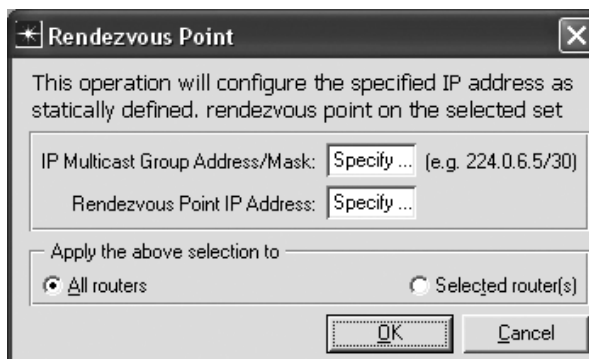 Rendezvous Point
This operation will configure the specified IP address as
statically defined. rendezvous point on the selected set
IP Multicast Group Address/Mask: Specify ... (e.g. 224.0.6.5/30)
Rendezvous Point IP Address: Specify ...
Apply the above selection to
All routers Selected router(s)
OK Cancel